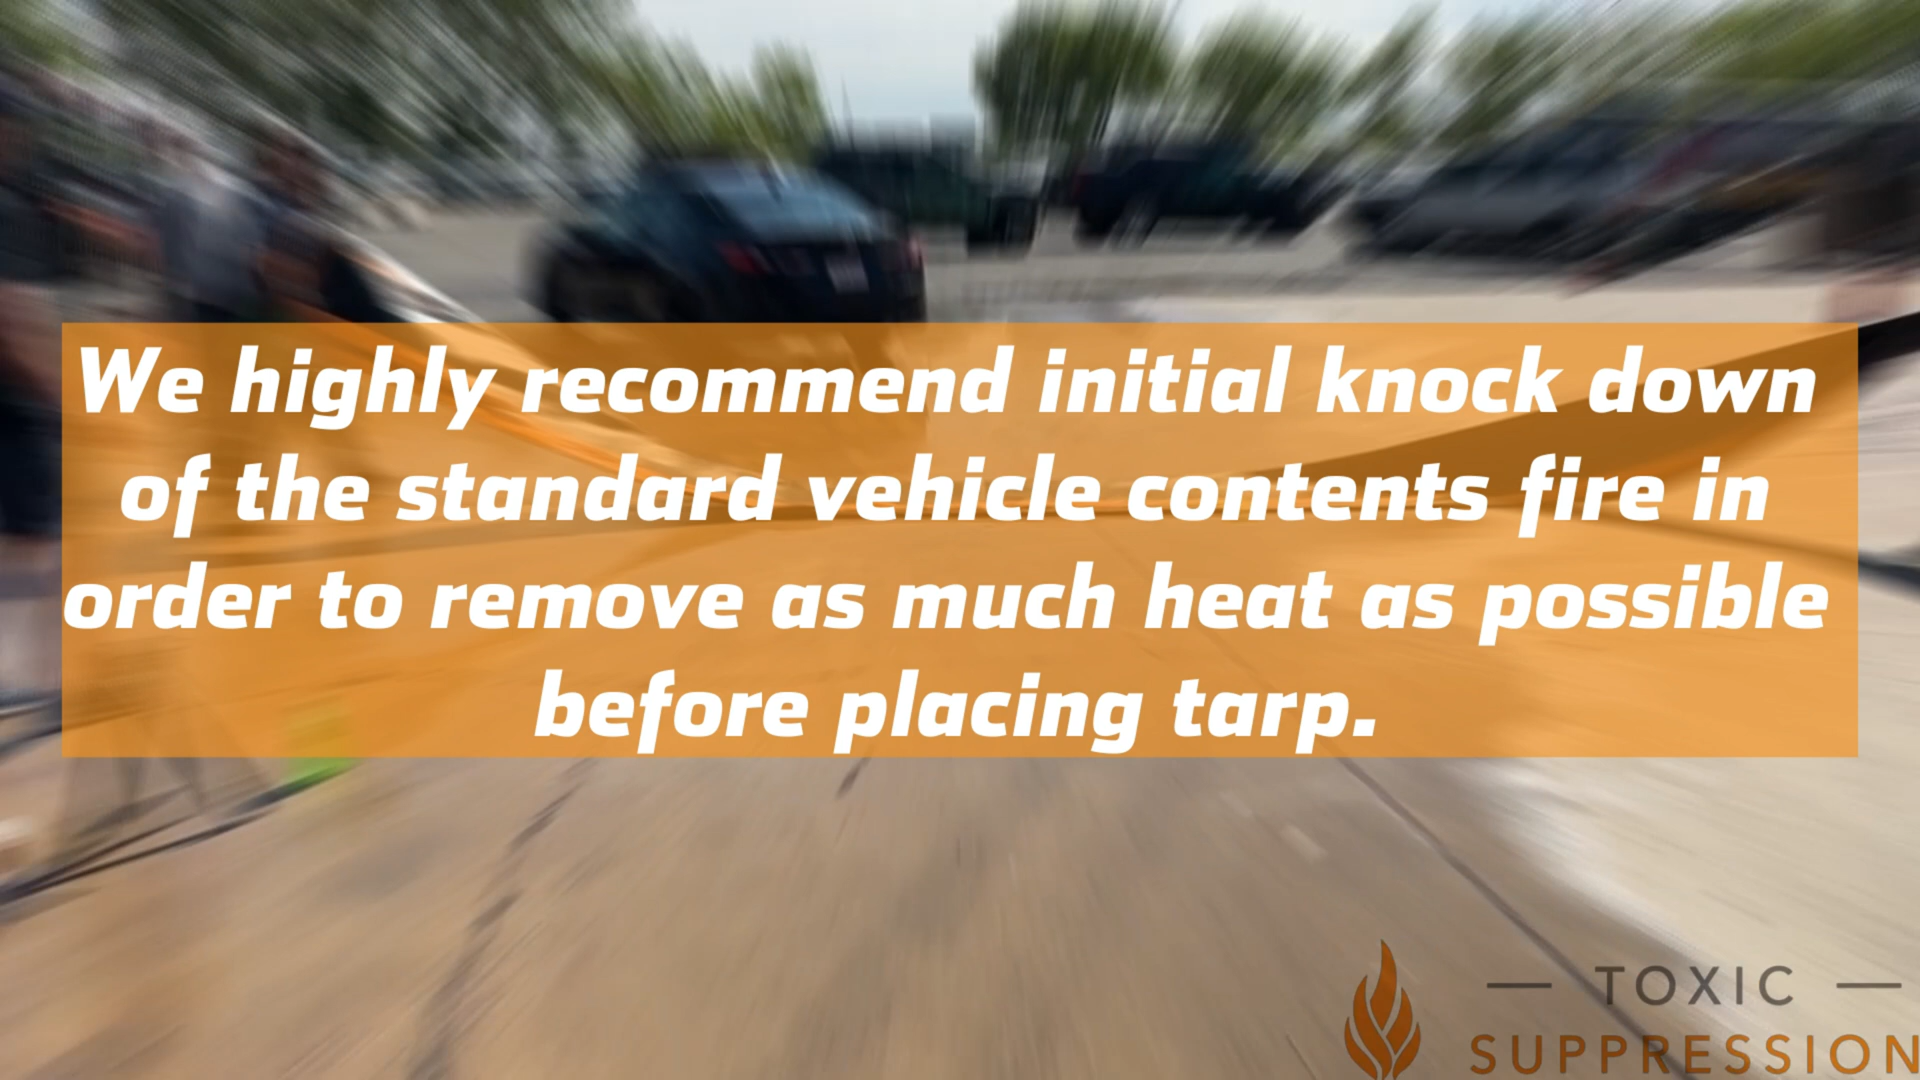 We highly recommend initial knock down
of the standard vehicle contents fire in
order to remove as much heat as possible
before placing tarp.
TOXIC
SUPPRESSION